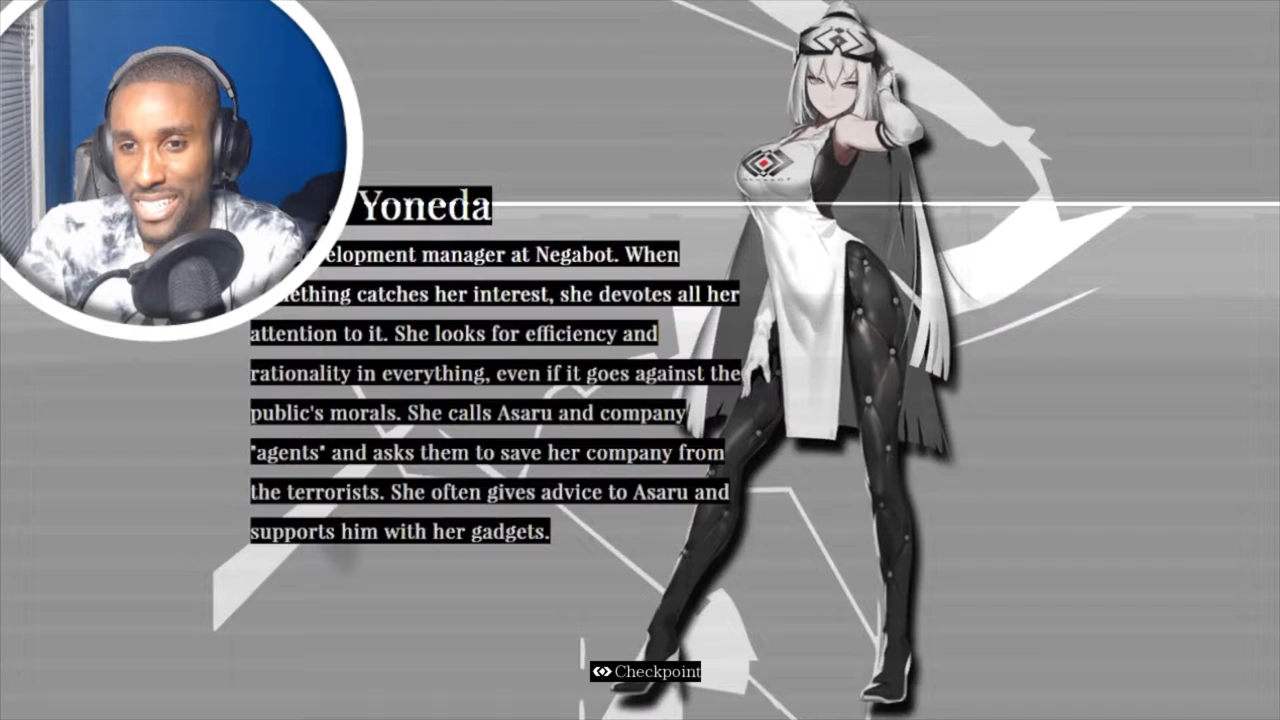 Yoneda
elopment manager at Negabot. When
ething catches her interest, she devotes all her
attention to it. She looks for efficiency and
rationality in everything, even if it goes against the
public's morals. She calls Asaru and company
"agents" and asks them to save her company from
the terrorists. She often gives advice to Asaru and
supports him with her gadgets.
Checkpoint